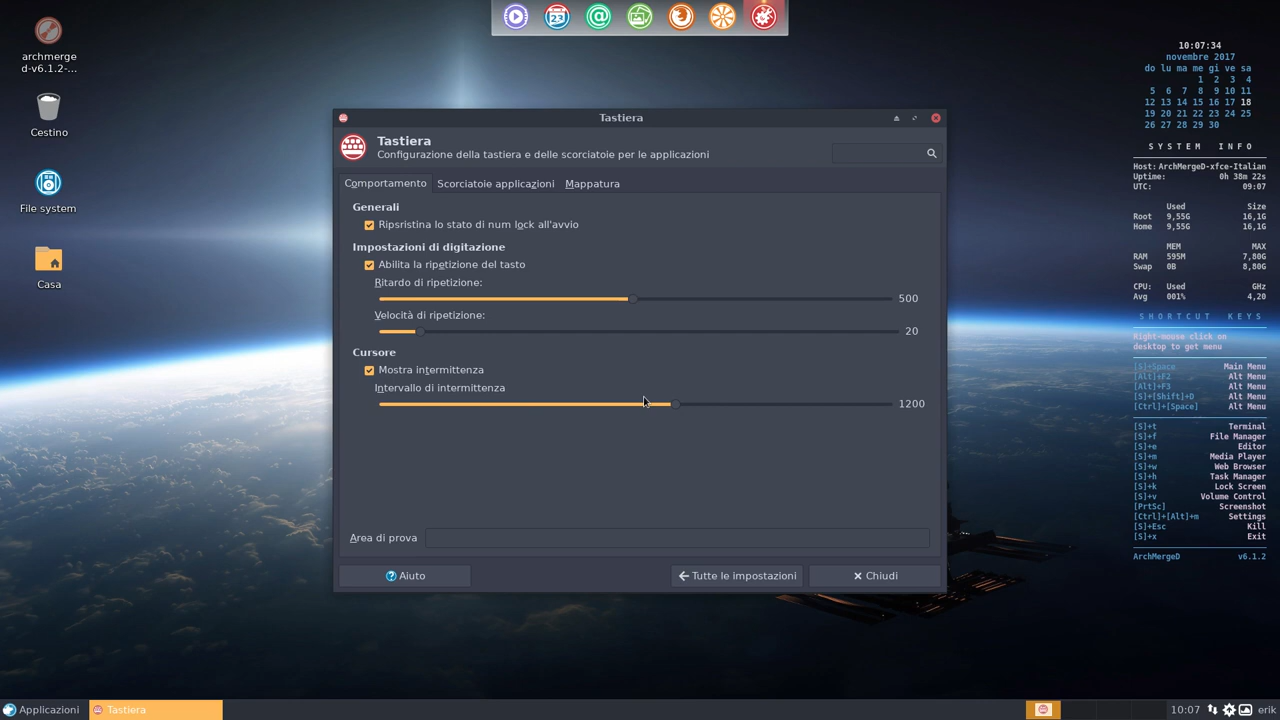 archmerge
d-v6.1.2-...
Cestino
File system
Casa
23
Tastiera
Tastiera
Configurazione della tastiera e delle scorciatoie per le applicazioni
Comportamento
Scorciatoie applicazioni
Mappatura
Generali
Ripsristina lo stato di num lock all'avvio
Impostazioni di digitazione
Abilita la ripetizione del tasto
Ritardo di ripetizione:
500
Velocità di ripetizione:
20
Cursore
Mostra intermittenza
Intervallo di intermittenza
1200
Area di prova
Aiuto
Tutte le impostazioni
Chiudi
10:07:34
novembre 2017
do lu ma me gi ve sa
1 2 3 4
5 6 7 8 9 10 11
12 13 14 15 16 17 18
19 20 21 22 23 24 25
26 27 28 29 30
SYSTEM INFO
Host: ArchMergeD-xfce-Italian
Uptime: 0h 38m 22s
UTC: 09:07
Used Size
Root 9,55G 16,1G
Home 9,55G 16,1G
MEM MAX
RAM 595M 7,80G
Swap 0B 8,80G
CPU: Used GHz
Avg 001% 4,20
SHORTCUT KEYS
Right-mouse click on
desktop to get menu
[S]+Space Main Menu
[Alt]+F2 Alt Menu
[Alt]+F3 Alt Menu
[S]+[Shift]+D Alt Menu
[Ctrl]+[Space] Alt Menu
[S]+t Terminal
[S]+f File Manager
[S]+e Editor
[S]+m Media Player
[S]+w Web Browser
[S]+h Task Manager
[S]+k Lock Screen
[S]+v Volume Control
[PrtSc] Screenshot
[Ctrl]+[Alt]+m Settings
[S]+Esc Kill
[S]+x Exit
ArchMergeD v6.1.2
Applicazioni
Tastiera
10:07
erik